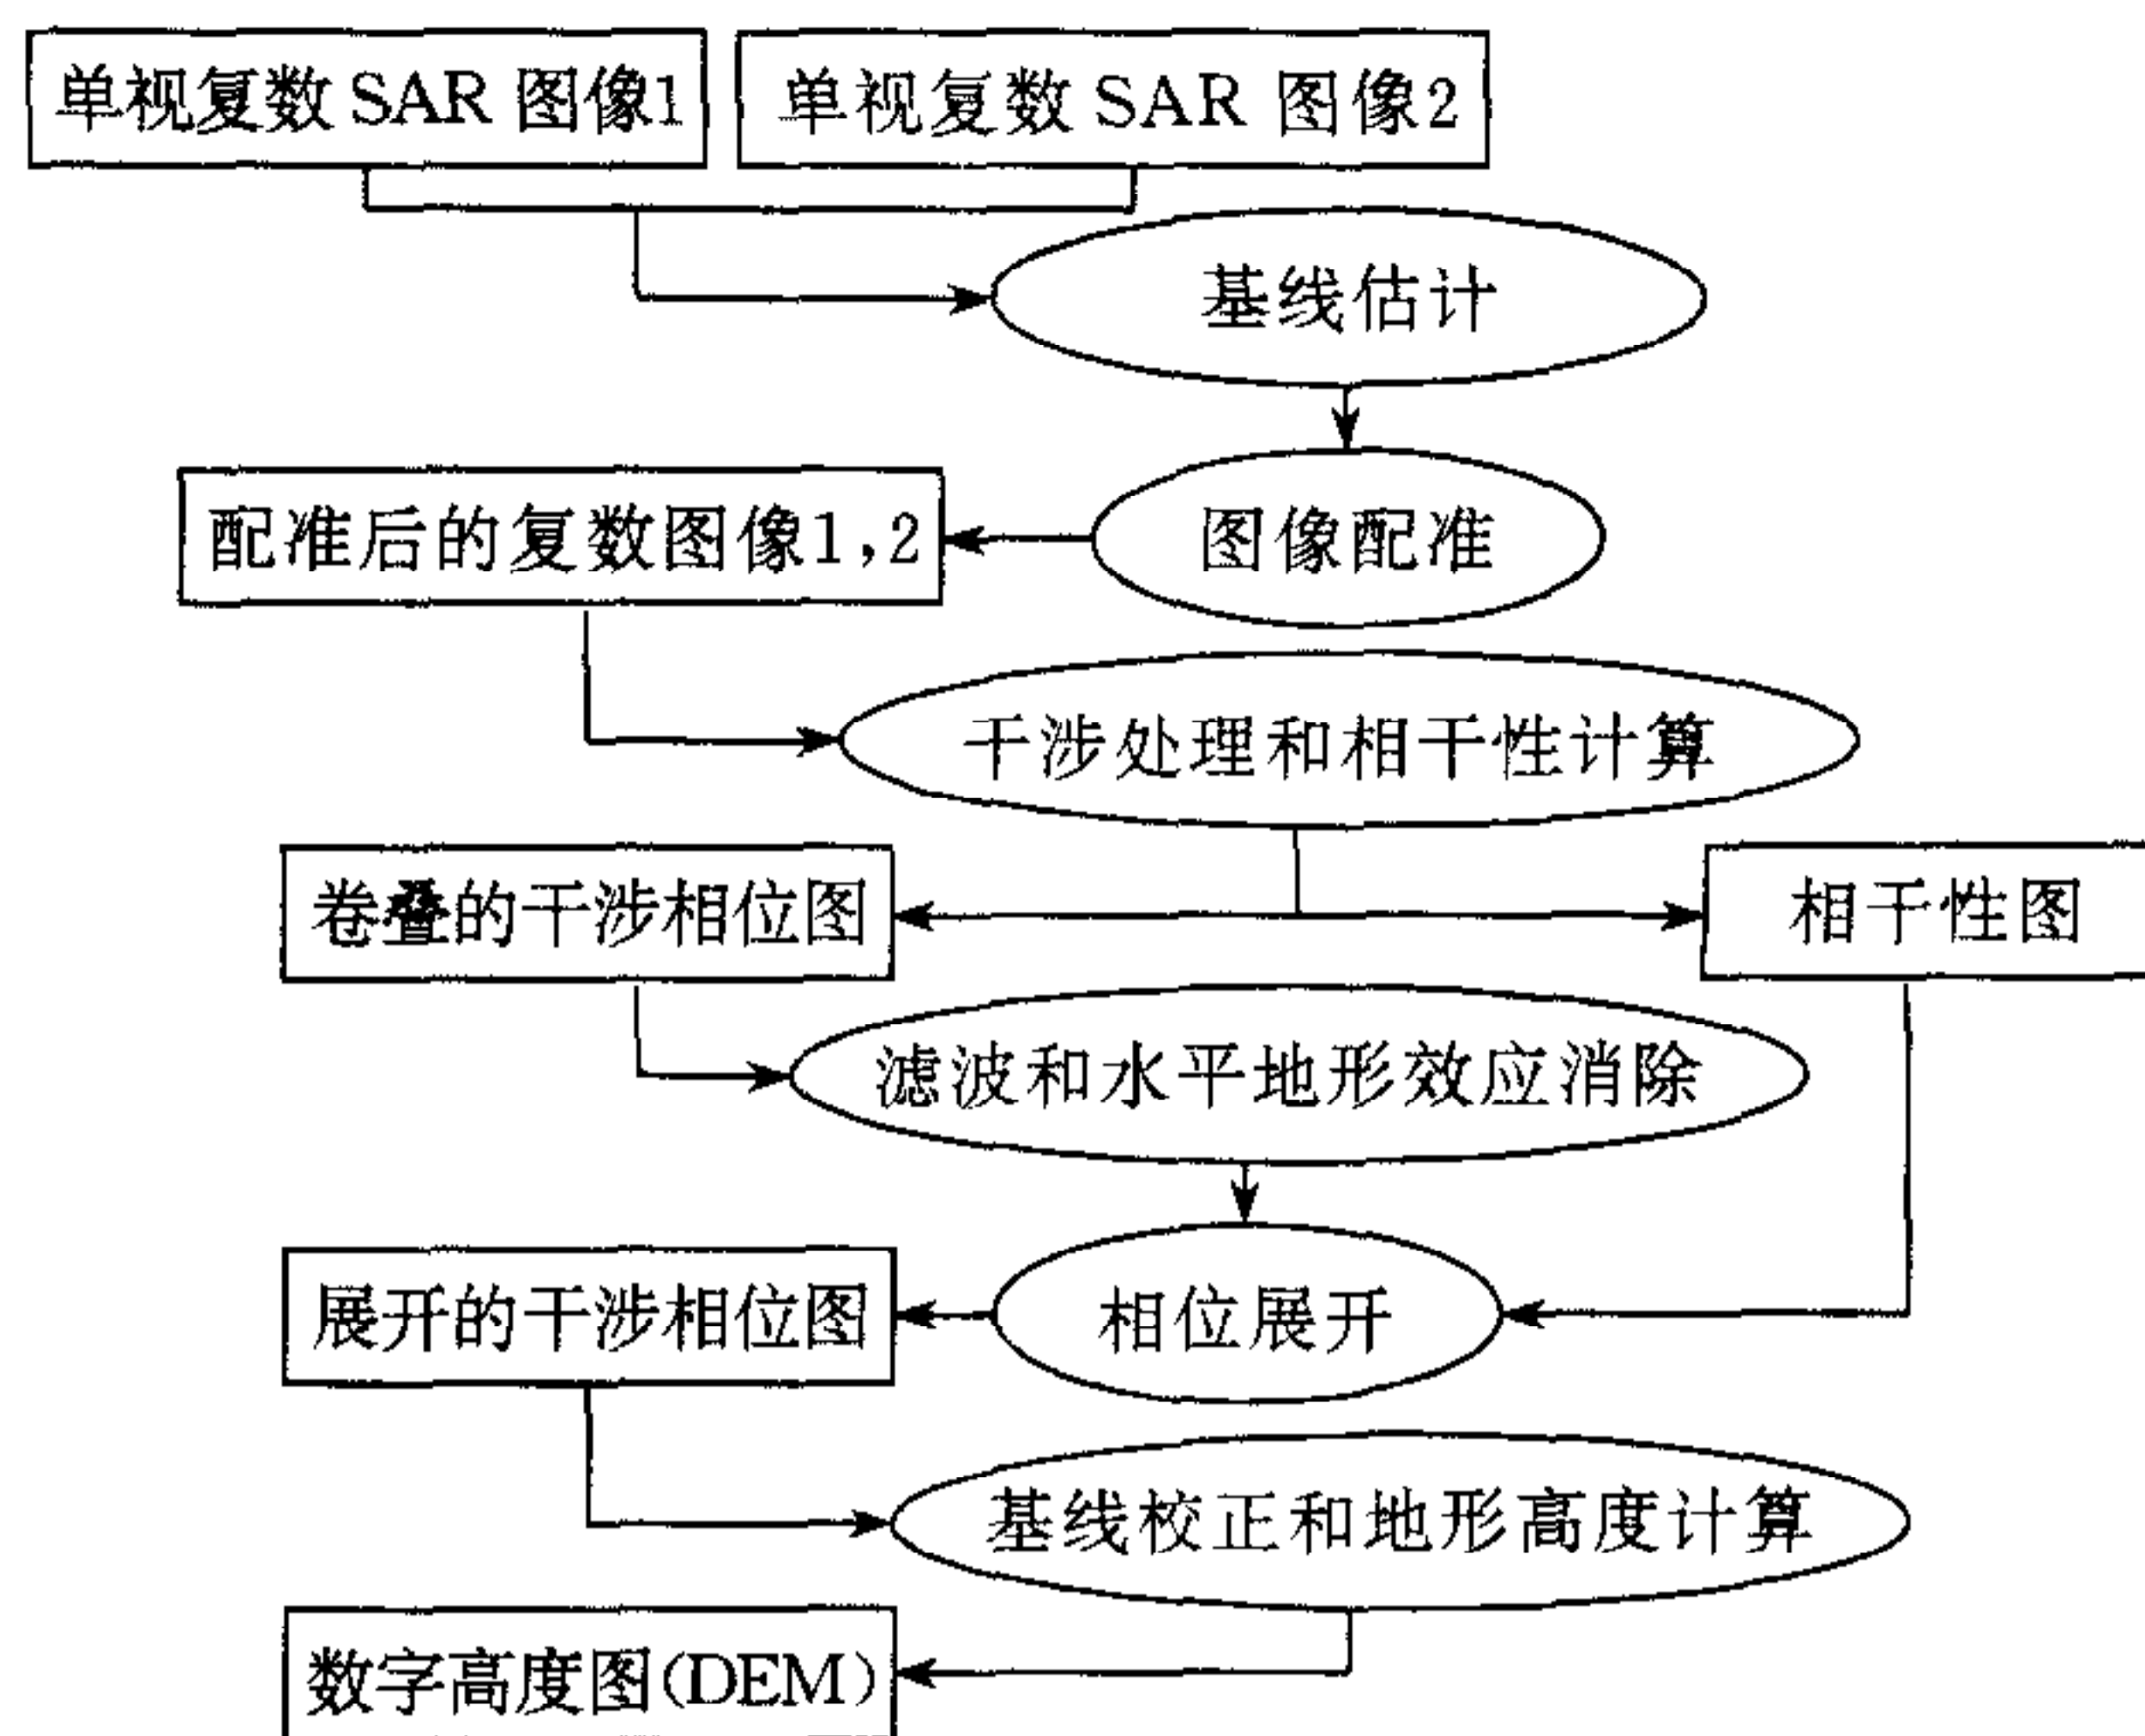 单视复数 SAR 图像1
单视复数 SAR 图像2
基线估计
配准后的复数图像1,2
图像配准
干涉处理和相干性计算
卷叠的干涉相位图
相干性图
滤波和水平地形效应消除
展开的干涉相位图
相位展开
基线校正和地形高度计算
数字高度图(DEM)